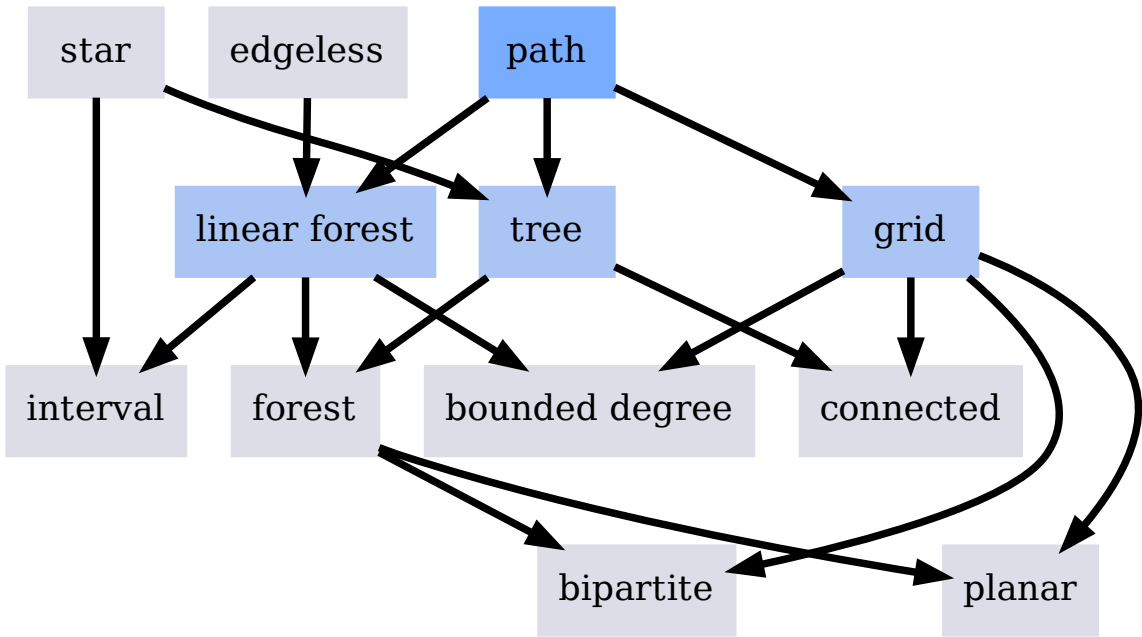 star
edgeless
path
linear forest
tree
grid
interval
forest
bounded degree
connected
bipartite
planar